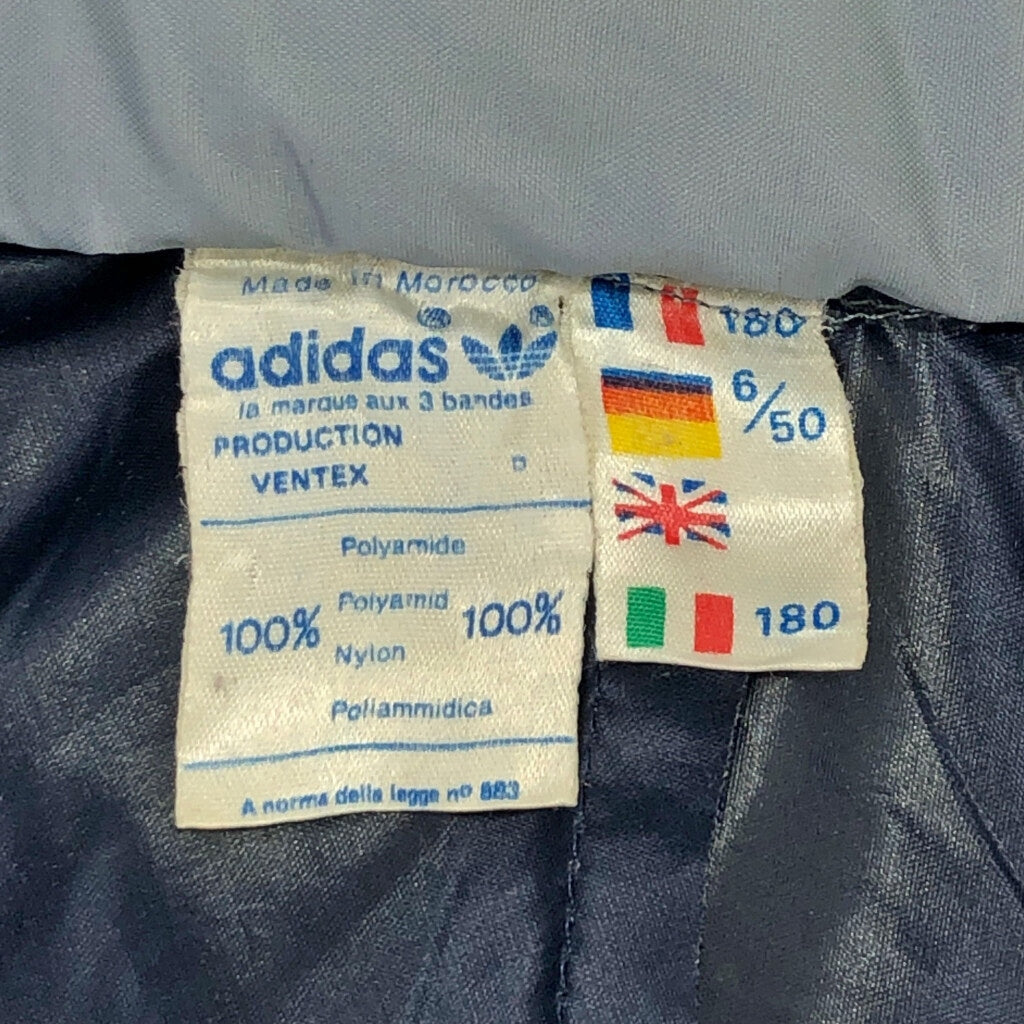 Made in Morocco
adidas
la marque aux 3 bandes
PRODUCTION
VENTEX
D
Polyamide
Polyamid
100% 100%
Nylon
Poliammidica
A norma della legge nº 883
180
6/50
180